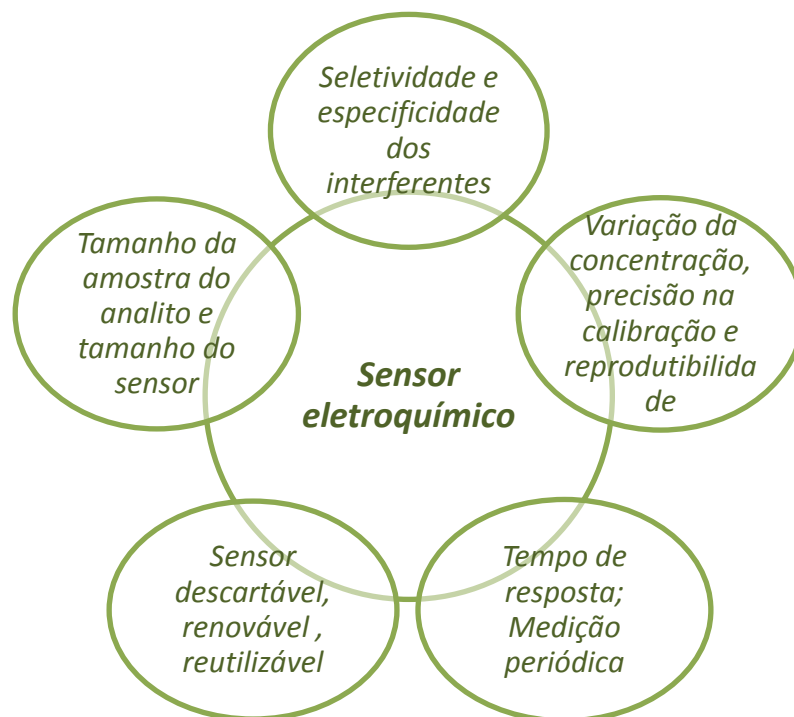 Seletividade e
especificidade
dos
interferentes
Tamanho da
amostra do
analito e
tamanho do
sensor
Variação da
concentração,
precisão na
calibração e
reprodutibilida
de
Sensor
eletroquímico
Sensor
descartável,
renovável ,
reutilizável
Tempo de
resposta;
Medição
periódica